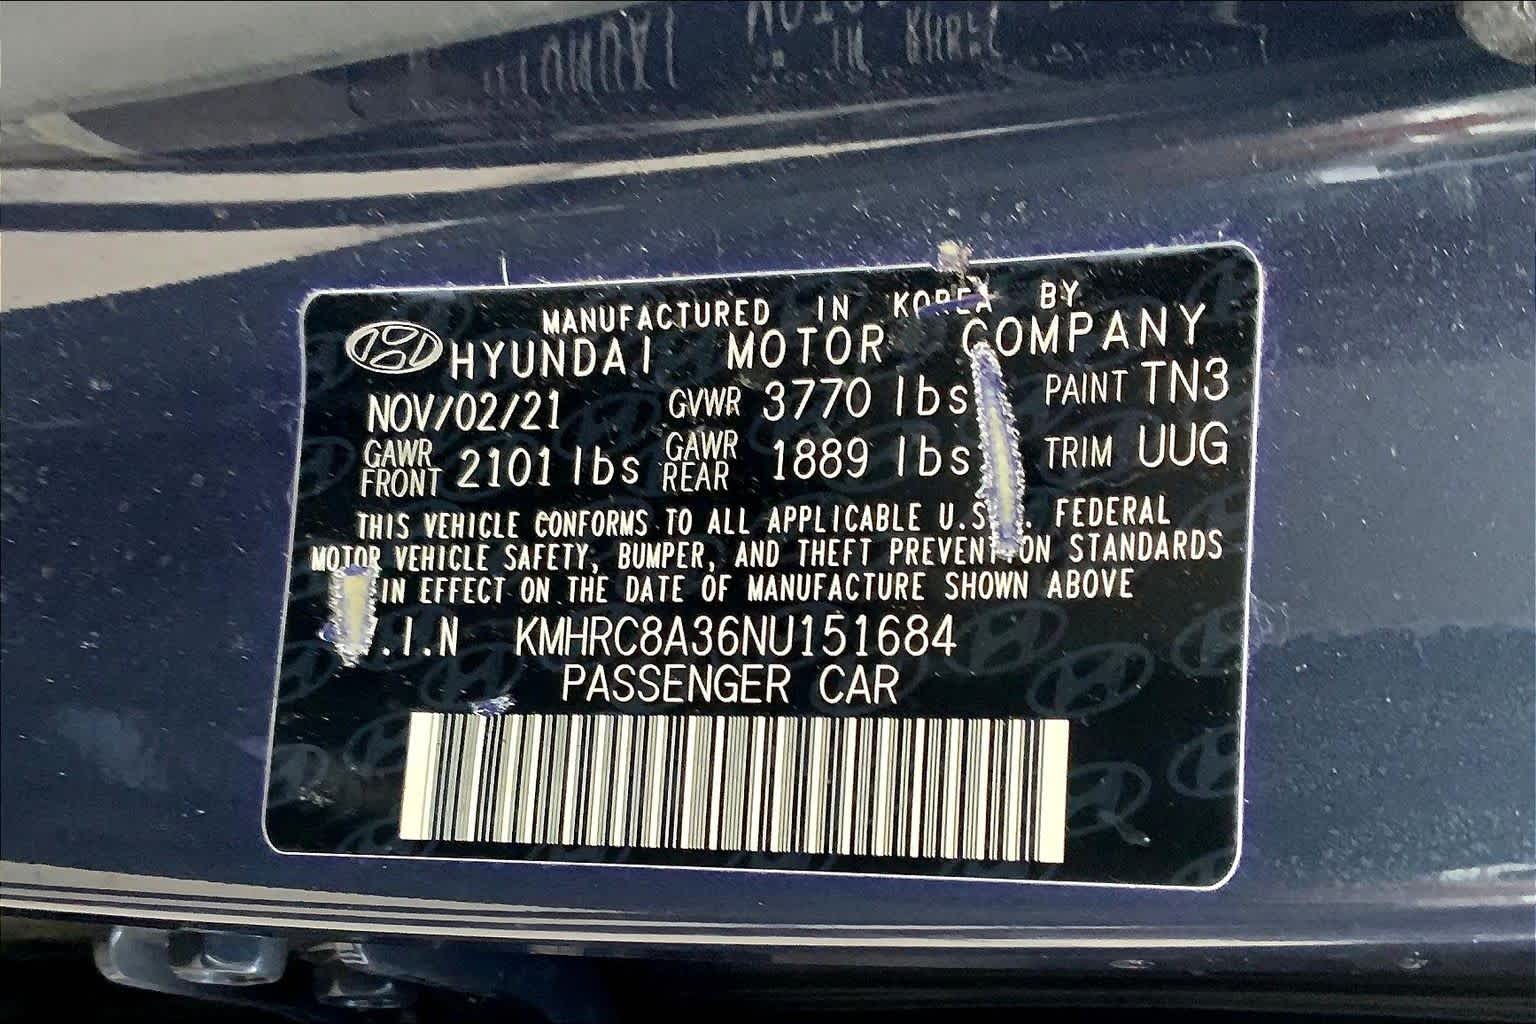 MANUFACTURED IN KOREA BY
HYUNDAI MOTOR COMPANY
NOV/02/21 GVWR 3770 lbs PAINT TN3
GAWR FRONT 2101 lbs GAWR REAR 1889 lbs TRIM UUG
THIS VEHICLE CONFORMS TO ALL APPLICABLE U.S.A. FEDERAL
MOTOR VEHICLE SAFETY, BUMPER, AND THEFT PREVENTION STANDARDS
IN EFFECT ON THE DATE OF MANUFACTURE SHOWN ABOVE
V.I.N KMHRC8A36NU151684
PASSENGER CAR